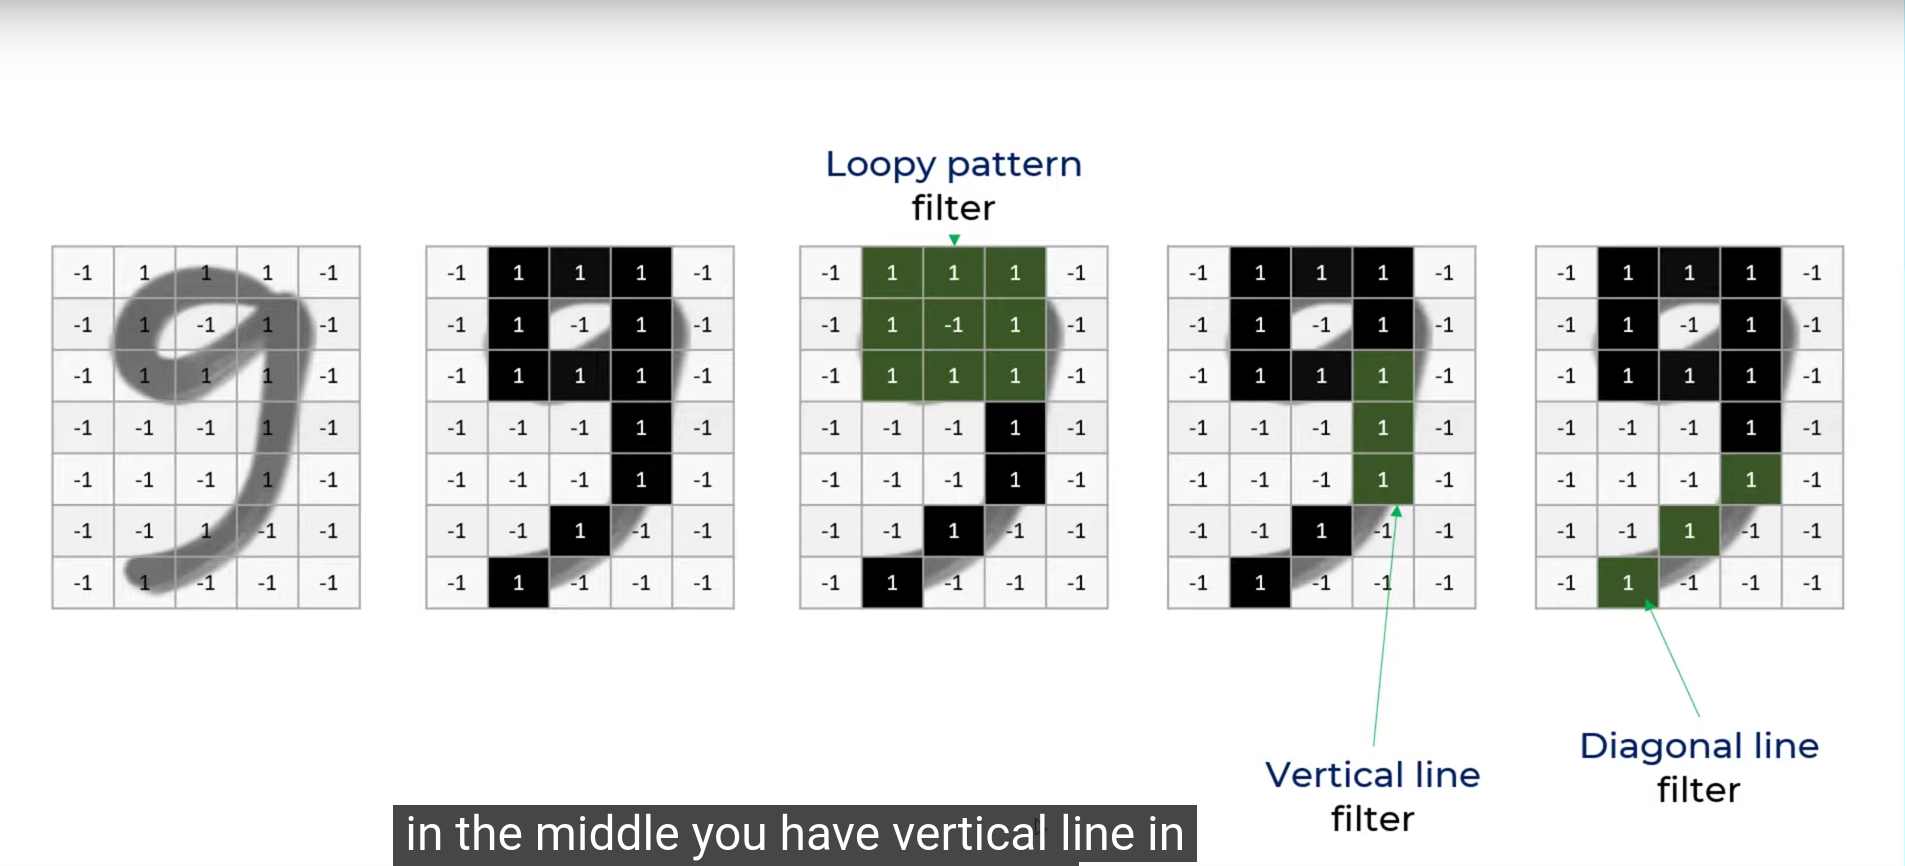 Loopy pattern
filter
-1 1 1 1 -1 -1 1 1 1 -1 -1 1 1 1 -1 -1 1 1 1 -1 -1 1 1 1 -1
-1 1 -1 1 -1 -1 1 -1 1 -1 -1 1 -1 1 -1 -1 1 -1 1 -1 -1 1 -1 1 -1
-1 1 1 1 -1 -1 1 1 1 -1 -1 1 1 1 -1 -1 1 1 1 -1 -1 1 1 1 -1
-1 -1 -1 1 -1 -1 -1 -1 1 -1 -1 -1 -1 1 -1 -1 -1 -1 1 -1 -1 -1 -1 1 -1
-1 -1 -1 1 -1 -1 -1 -1 1 -1 -1 -1 -1 1 -1 -1 -1 -1 1 -1 -1 -1 -1 1 -1
-1 -1 1 -1 -1 -1 -1 1 -1 -1 -1 -1 1 -1 -1 -1 -1 1 -1 -1 -1 -1 1 -1 -1
-1 1 -1 -1 -1 -1 1 -1 -1 -1 -1 1 -1 -1 -1 -1 1 -1 -1 -1 -1 1 -1 -1 -1
Vertical line
filter
Diagonal line
filter
in the middle you have vertical line in